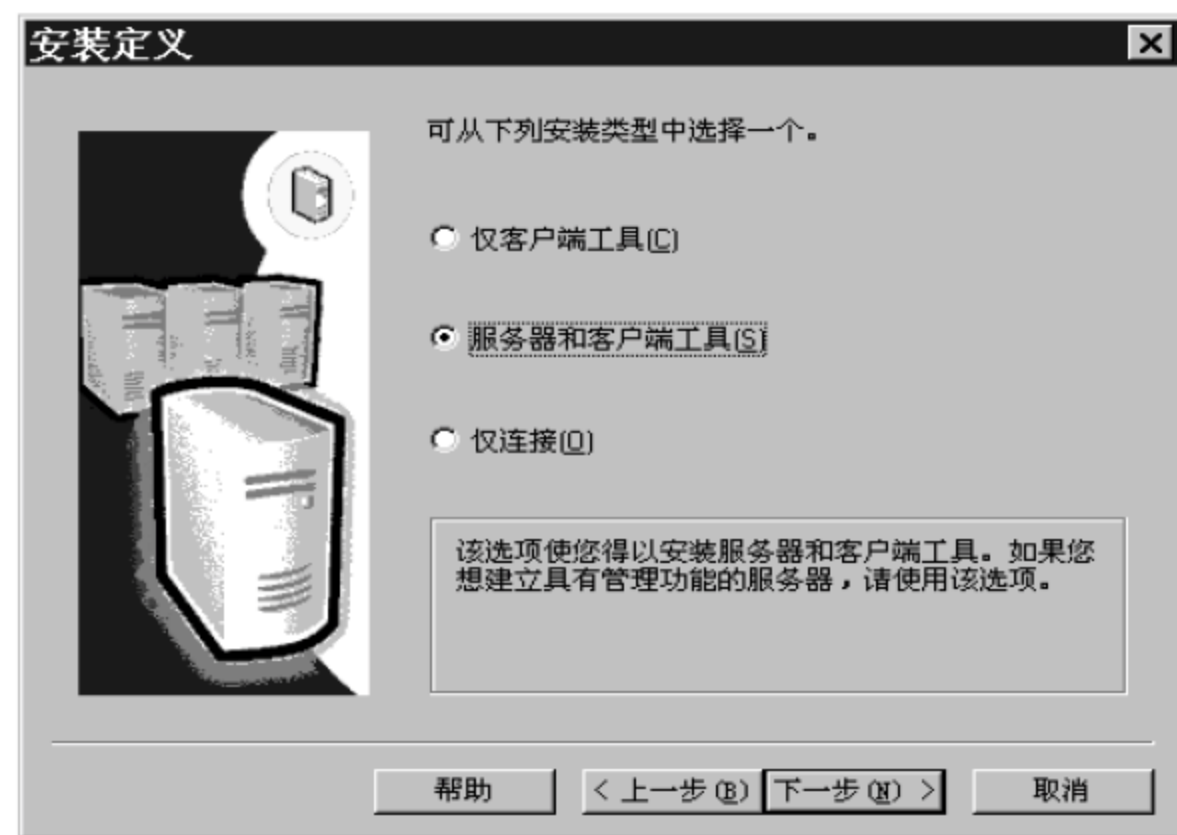 安装定义
可从下列安装类型中选择一个。
仅客户端工具(C)
服务器和客户端工具(S)
仅连接(O)
该选项使您得以安装服务器和客户端工具。如果您
想建立具有管理功能的服务器，请使用该选项。
帮助 < 上一步(B) 下一步(N) > 取消